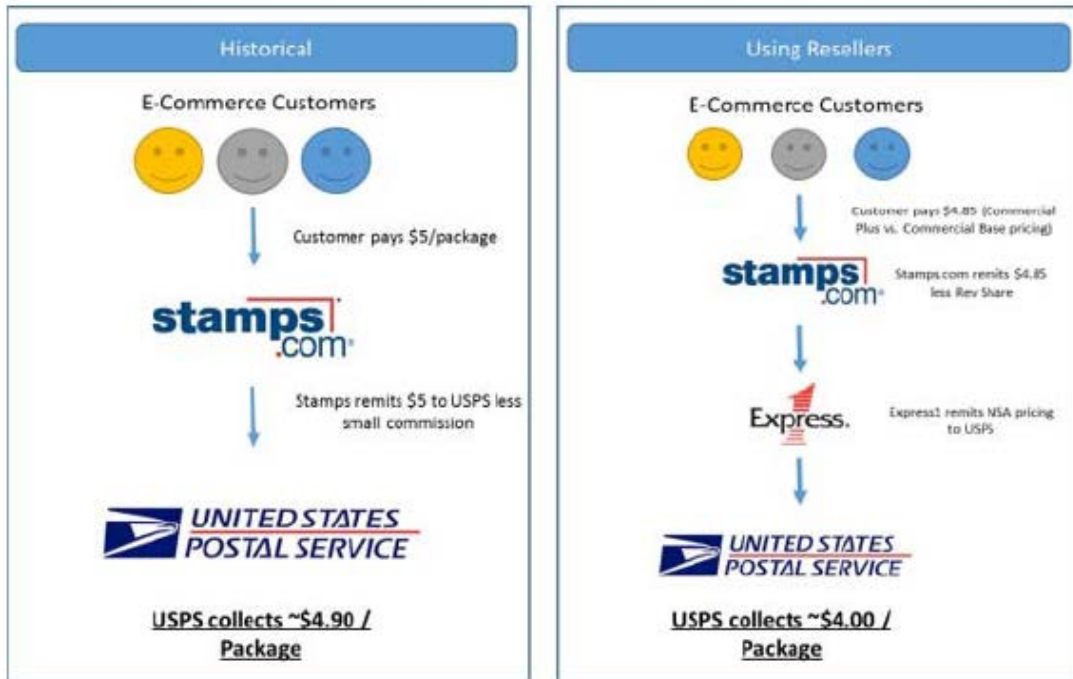 Historical
E-Commerce Customers
Customer pays $5/package
stamps
.com®
Stamps remits $5 to USPS less
small commission
UNITED STATES
POSTAL SERVICE
USPS collects ~$4.90 /
Package
Using Resellers
E-Commerce Customers
Customer pays $4.85 (Commercial
Plus vs. Commercial Base pricing)
stamps
.com®
Stamps.com remits $4.85
less Rev Share
Express1
Express1 remits NSA pricing
to USPS
UNITED STATES
POSTAL SERVICE
USPS collects ~$4.00 /
Package